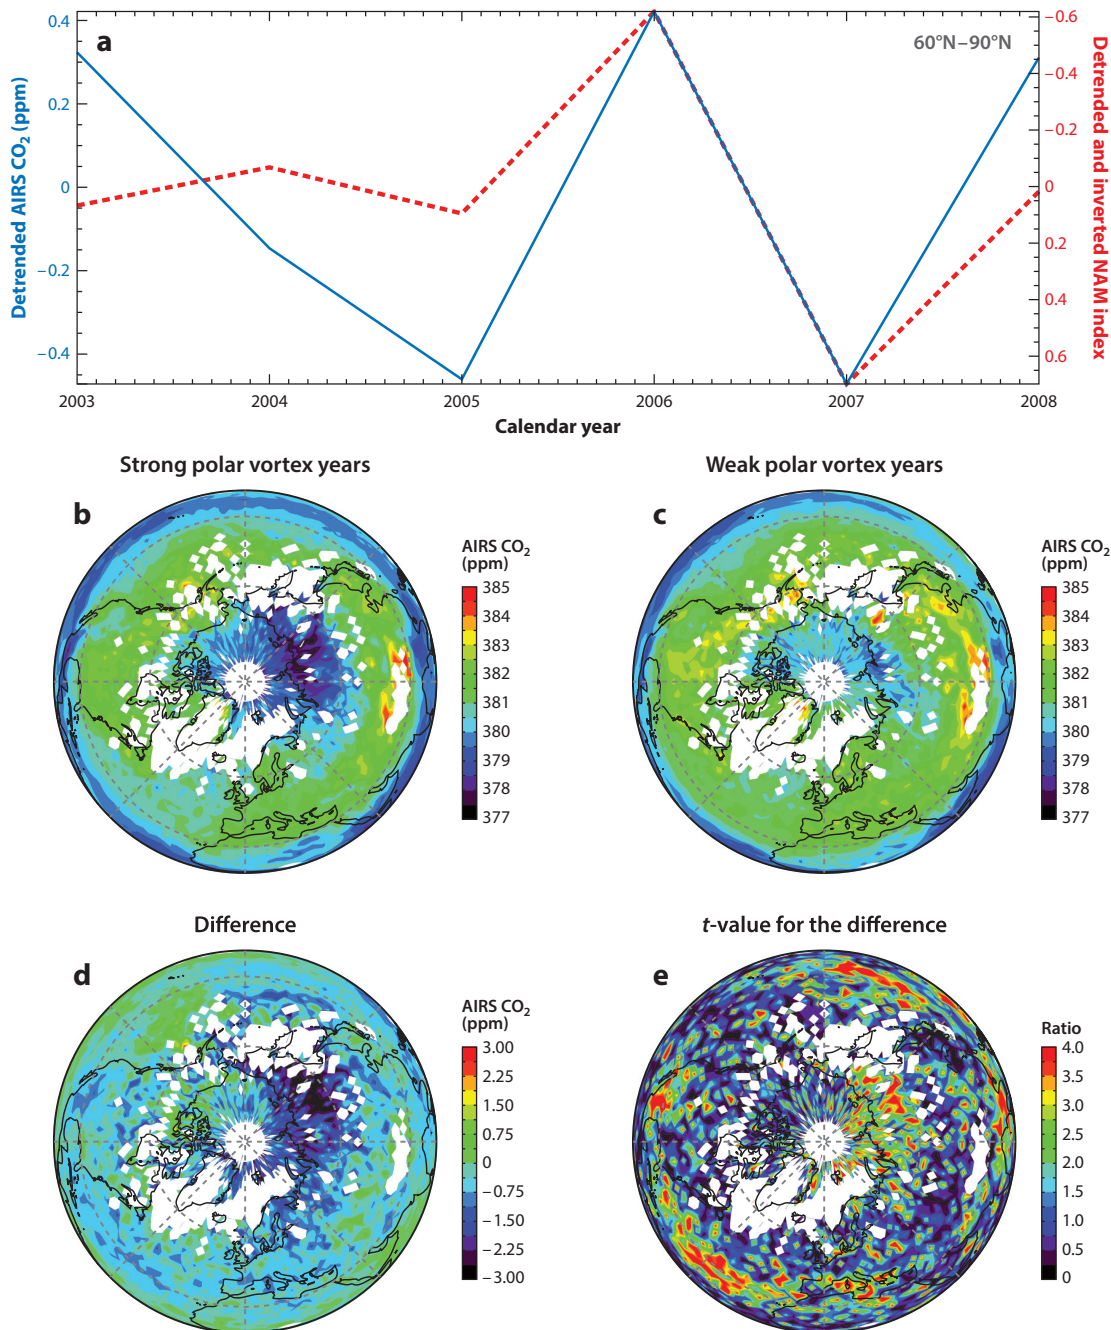 a
60°N–90°N
0.4
0.2
0
−0.2
−0.4
Detrended AIRS CO₂ (ppm)
−0.6
−0.4
−0.2
0
0.2
0.4
0.6
Detrended and inverted NAM index
2003 2004 2005 2006 2007 2008
Calendar year
Strong polar vortex years
b
AIRS CO₂
(ppm)
385
384
383
382
381
380
379
378
377
Weak polar vortex years
c
AIRS CO₂
(ppm)
385
384
383
382
381
380
379
378
377
Difference
d
AIRS CO₂
(ppm)
3.00
2.25
1.50
0.75
0
−0.75
−1.50
−2.25
−3.00
t-value for the difference
e
Ratio
4.0
3.5
3.0
2.5
2.0
1.5
1.0
0.5
0